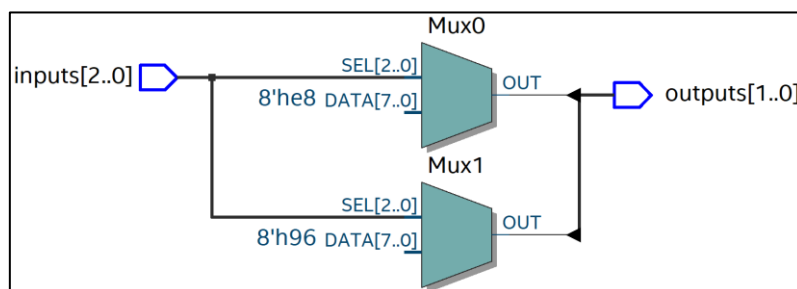 Mux0
inputs[2..0]
SEL[2..0]
8'he8 DATA[7..0]
OUT
outputs[1..0]
Mux1
SEL[2..0]
8'h96 DATA[7..0]
OUT